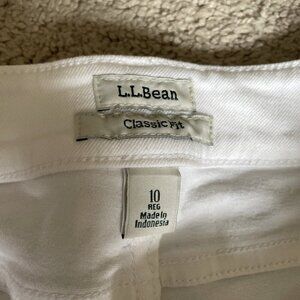 L.L.Bean
Classic Fit
10
REG
Made in
Indonesia